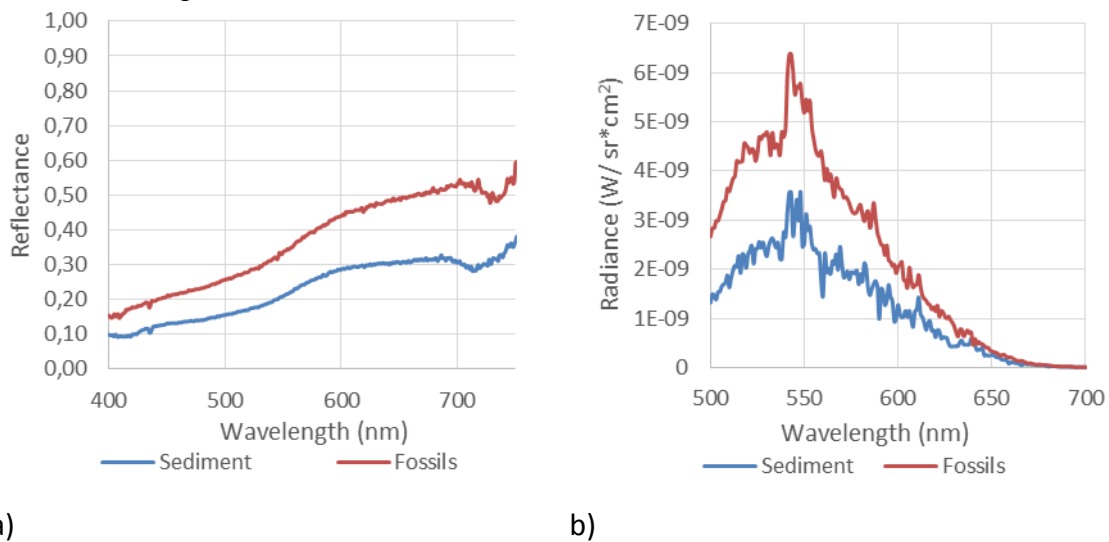 1,00
0,90
0,80
0,70
0,60
0,50
0,40
0,30
0,20
0,10
0,00
Reflectance
400 500 600 700
Wavelength (nm)
Sediment Fossils
a)
7E-09
6E-09
5E-09
4E-09
3E-09
2E-09
1E-09
0
Radiance (W/ sr*cm²)
500 550 600 650 700
Wavelength (nm)
Sediment Fossils
b)